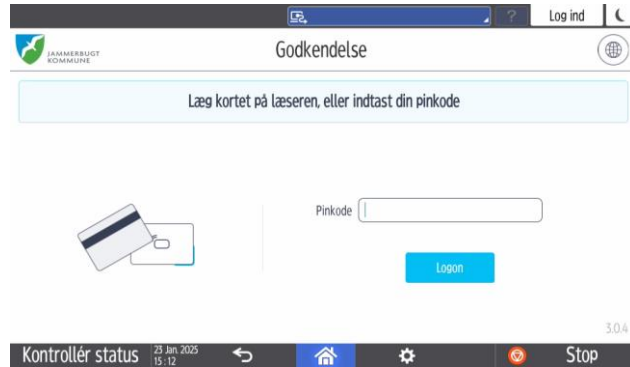 ? Log ind
JAMMERBUGT
KOMMUNE
Godkendelse
Læg kortet på læseren, eller indtast din pinkode
Pinkode
Logon
3.0.4
Kontrollér status
23 Jan. 2025
15:12
Stop